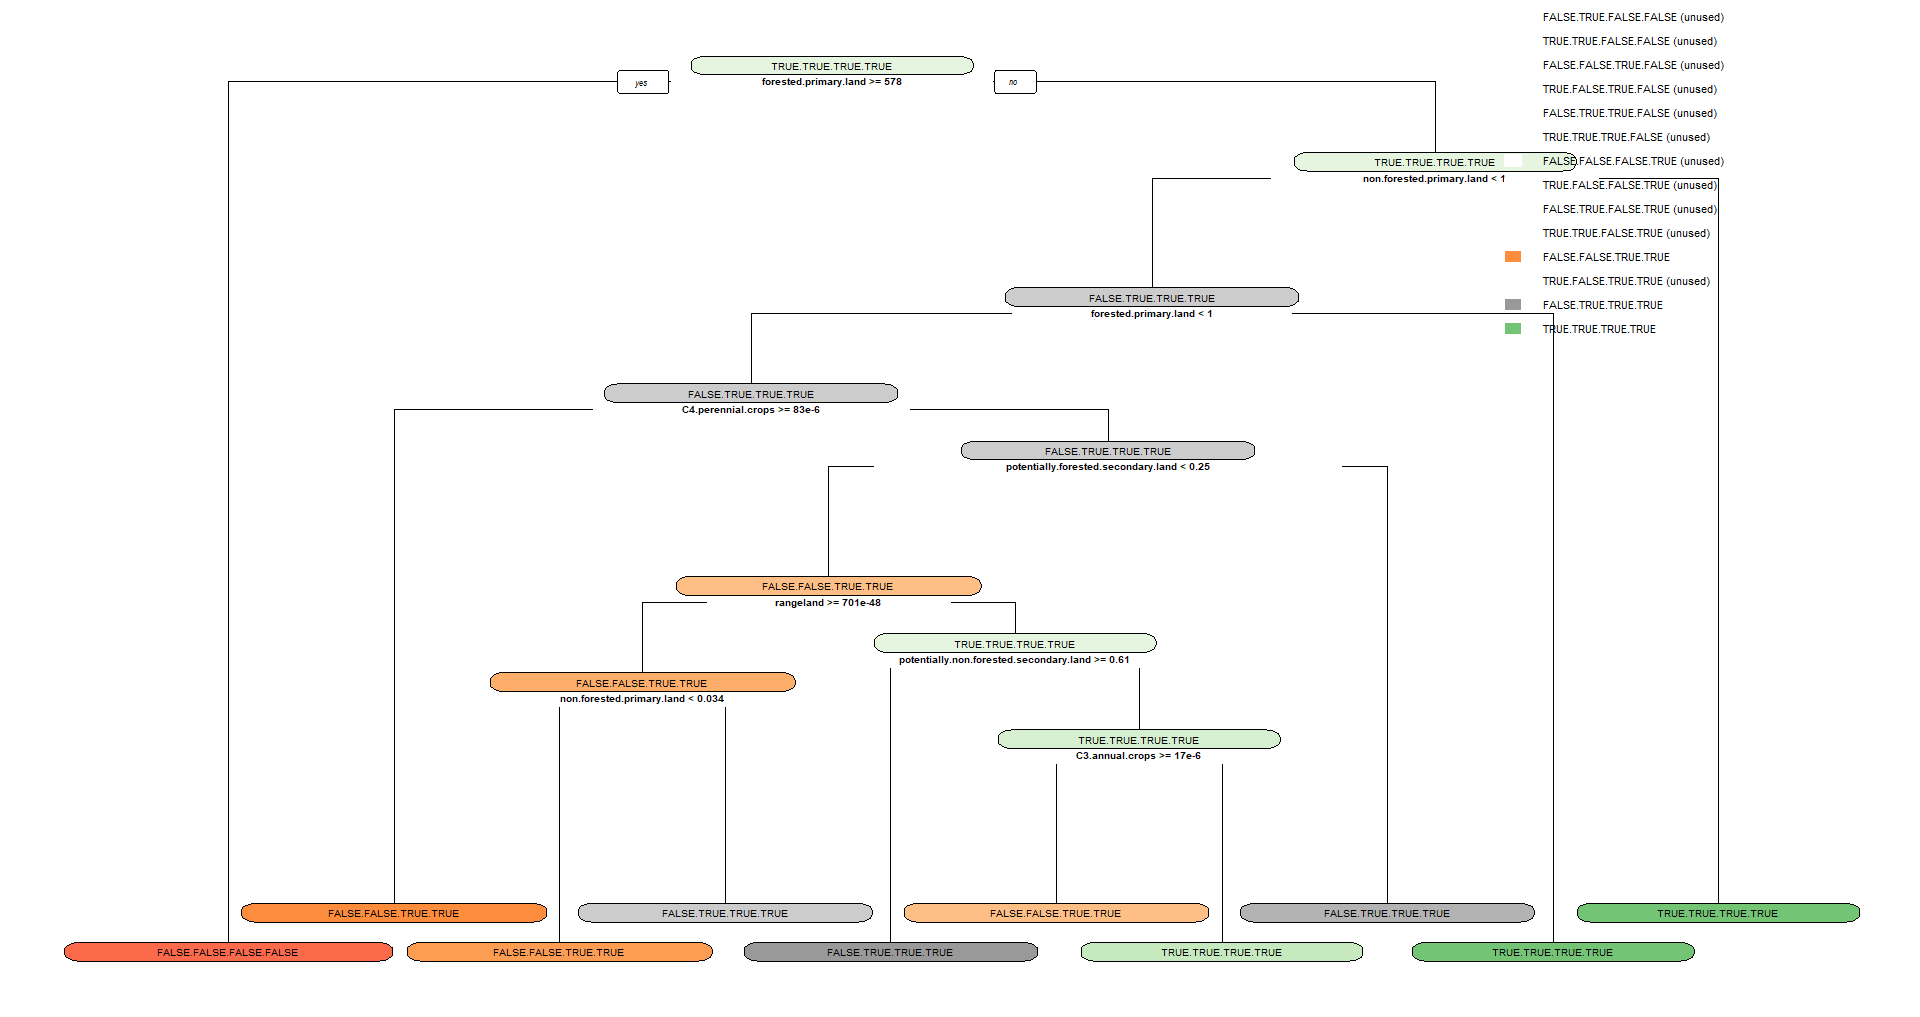 FALSE.TRUE.FALSE.FALSE (unused)
TRUE.TRUE.FALSE.FALSE (unused)
FALSE.FALSE.TRUE.FALSE (unused)
TRUE.FALSE.TRUE.FALSE (unused)
FALSE.TRUE.TRUE.FALSE (unused)
TRUE.TRUE.TRUE.FALSE (unused)
FALSE.FALSE.FALSE.TRUE (unused)
TRUE.FALSE.FALSE.TRUE (unused)
FALSE.TRUE.FALSE.TRUE (unused)
TRUE.TRUE.FALSE.TRUE (unused)
FALSE.FALSE.TRUE.TRUE
TRUE.FALSE.TRUE.TRUE (unused)
FALSE.TRUE.TRUE.TRUE
TRUE.TRUE.TRUE.TRUE
TRUE.TRUE.TRUE.TRUE
yes
forested.primary.land >= 578
no
TRUE.TRUE.TRUE.TRUE
non.forested.primary.land < 1
FALSE.TRUE.TRUE.TRUE
forested.primary.land < 1
FALSE.TRUE.TRUE.TRUE
C4.perennial.crops >= 83e-6
FALSE.TRUE.TRUE.TRUE
potentially.forested.secondary.land < 0.25
FALSE.FALSE.TRUE.TRUE
rangeland >= 701e-48
TRUE.TRUE.TRUE.TRUE
potentially.non.forested.secondary.land >= 0.61
FALSE.FALSE.TRUE.TRUE
non.forested.primary.land < 0.034
TRUE.TRUE.TRUE.TRUE
C3.annual.crops >= 17e-6
FALSE.FALSE.TRUE.TRUE
FALSE.TRUE.TRUE.TRUE
FALSE.FALSE.TRUE.TRUE
FALSE.TRUE.TRUE.TRUE
TRUE.TRUE.TRUE.TRUE
FALSE.FALSE.FALSE.FALSE
FALSE.FALSE.TRUE.TRUE
FALSE.TRUE.TRUE.TRUE
TRUE.TRUE.TRUE.TRUE
TRUE.TRUE.TRUE.TRUE